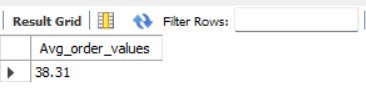 Result Grid Filter Rows:
Avg_order_values
38.31